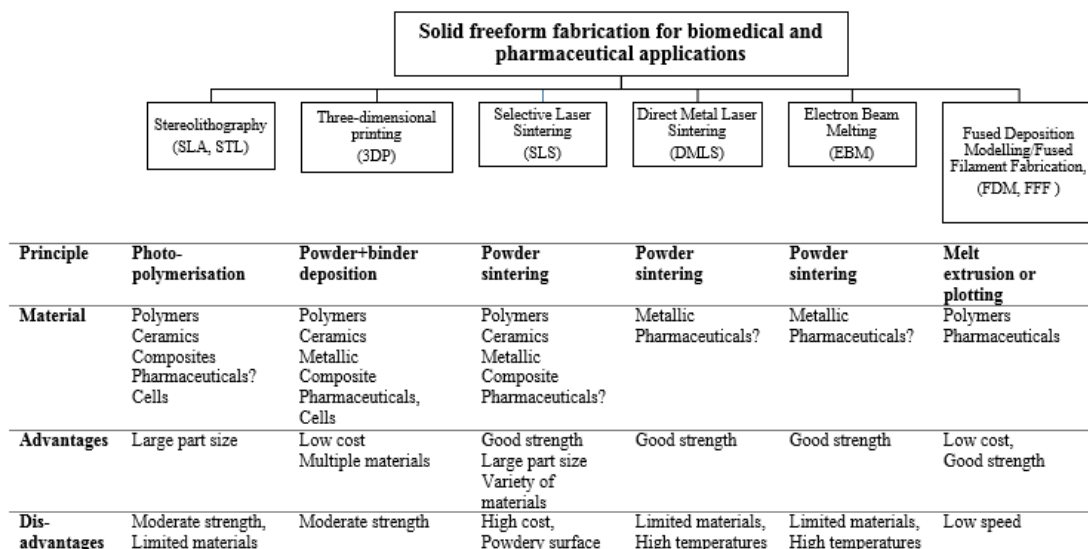 Solid freeform fabrication for biomedical and
pharmaceutical applications
Stereolithography
(SLA, STL)
Three-dimensional
printing
(3DP)
Selective Laser
Sintering
(SLS)
Direct Metal Laser
Sintering
(DMLS)
Electron Beam
Melting
(EBM)
Fused Deposition
Modelling/Fused
Filament Fabrication,
(FDM, FFF )
Principle
Photo-
polymerisation
Powder+binder
deposition
Powder
sintering
Powder
sintering
Powder
sintering
Melt
extrusion or
plotting
Material
Polymers
Ceramics
Composites
Pharmaceuticals?
Cells
Polymers
Ceramics
Metallic
Composite
Pharmaceuticals,
Cells
Polymers
Ceramics
Metallic
Composite
Pharmaceuticals?
Metallic
Pharmaceuticals?
Metallic
Pharmaceuticals?
Polymers
Pharmaceuticals
Advantages
Large part size
Low cost
Multiple materials
Good strength
Large part size
Variety of
materials
Good strength
Good strength
Low cost,
Good strength
Dis-
advantages
Moderate strength,
Limited materials
Moderate strength
High cost,
Powdery surface
Limited materials,
High temperatures
Limited materials,
High temperatures
Low speed